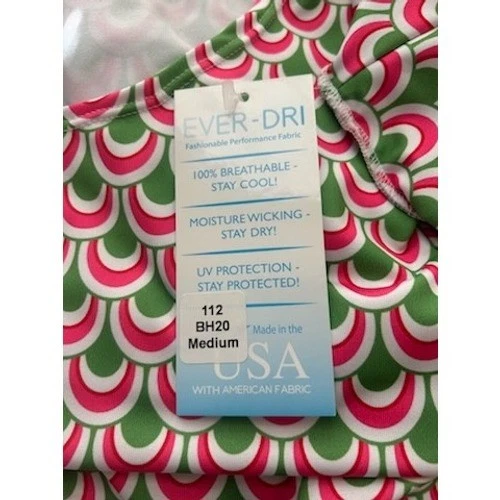 EVER-DRI
Fashionable Performance Fabric
100% BREATHABLE -
STAY COOL!
MOISTURE WICKING -
STAY DRY!
UV PROTECTION -
STAY PROTECTED!
112
BH20
Medium
" Made in the
USA
WITH AMERICAN FABRIC